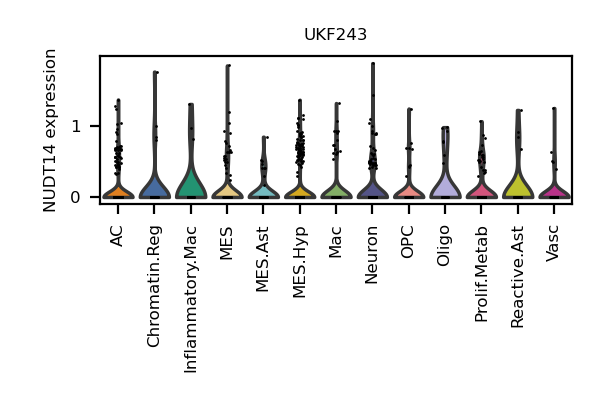 UKF243
NUDT14 expression
1
0
AC
Chromatin.Reg
Inflammatory.Mac
MES
MES.Ast
MES.Hyp
Mac
Neuron
OPC
Oligo
Prolif.Metab
Reactive.Ast
Vasc